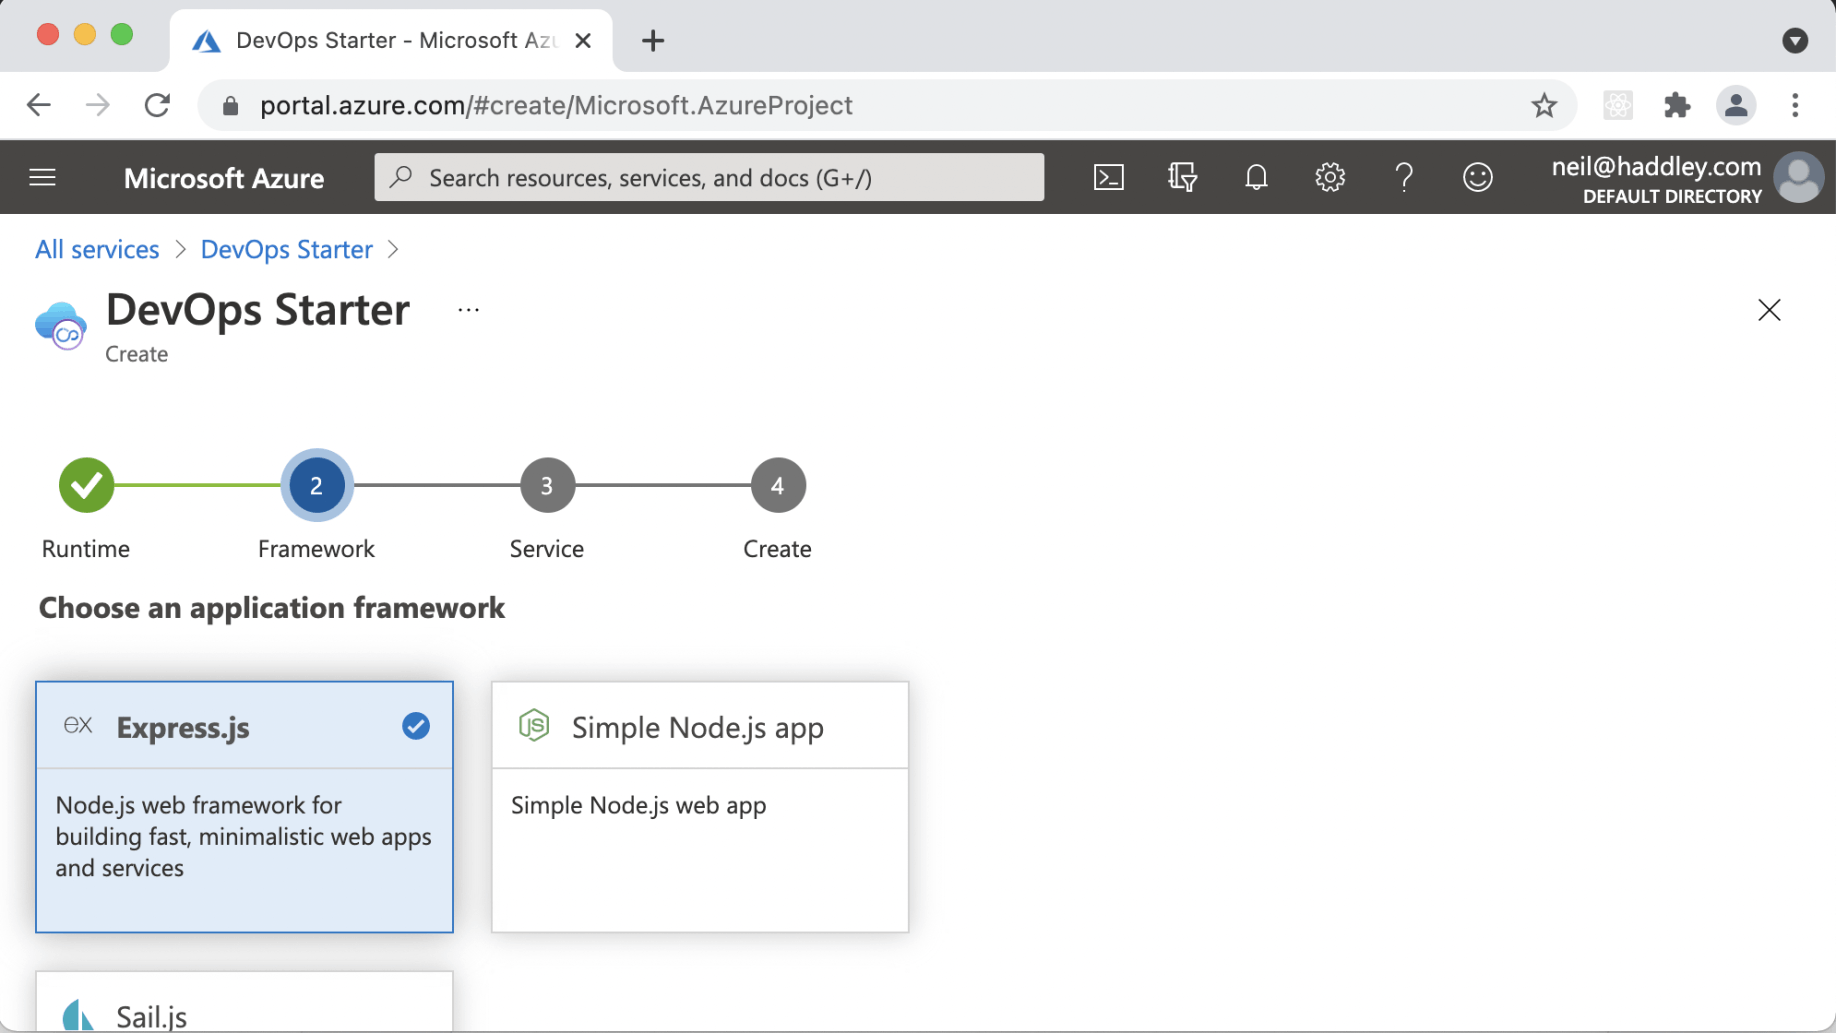 DevOps Starter - Microsoft Azu
portal.azure.com/#create/Microsoft.AzureProject
Microsoft Azure
Search resources, services, and docs (G+/)
neil@haddley.com
DEFAULT DIRECTORY
All services > DevOps Starter >
DevOps Starter ...
Create
2
3
4
Runtime
Framework
Service
Create
Choose an application framework
ex Express.js
Node.js web framework for
building fast, minimalistic web apps
and services
JS Simple Node.js app
Simple Node.js web app
Sail.js